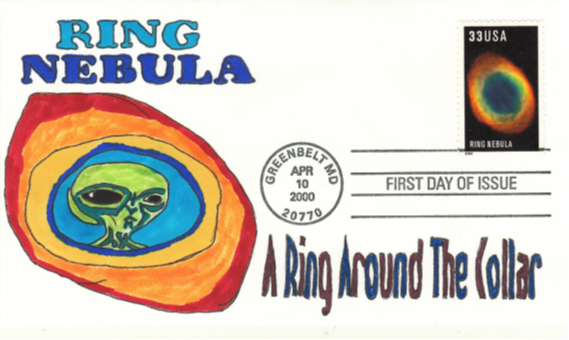 RING
NEBULA
33USA
RING NEBULA
GREENBELT MD
APR
10
2000
20770
FIRST DAY OF ISSUE
A Ring Around The Collar